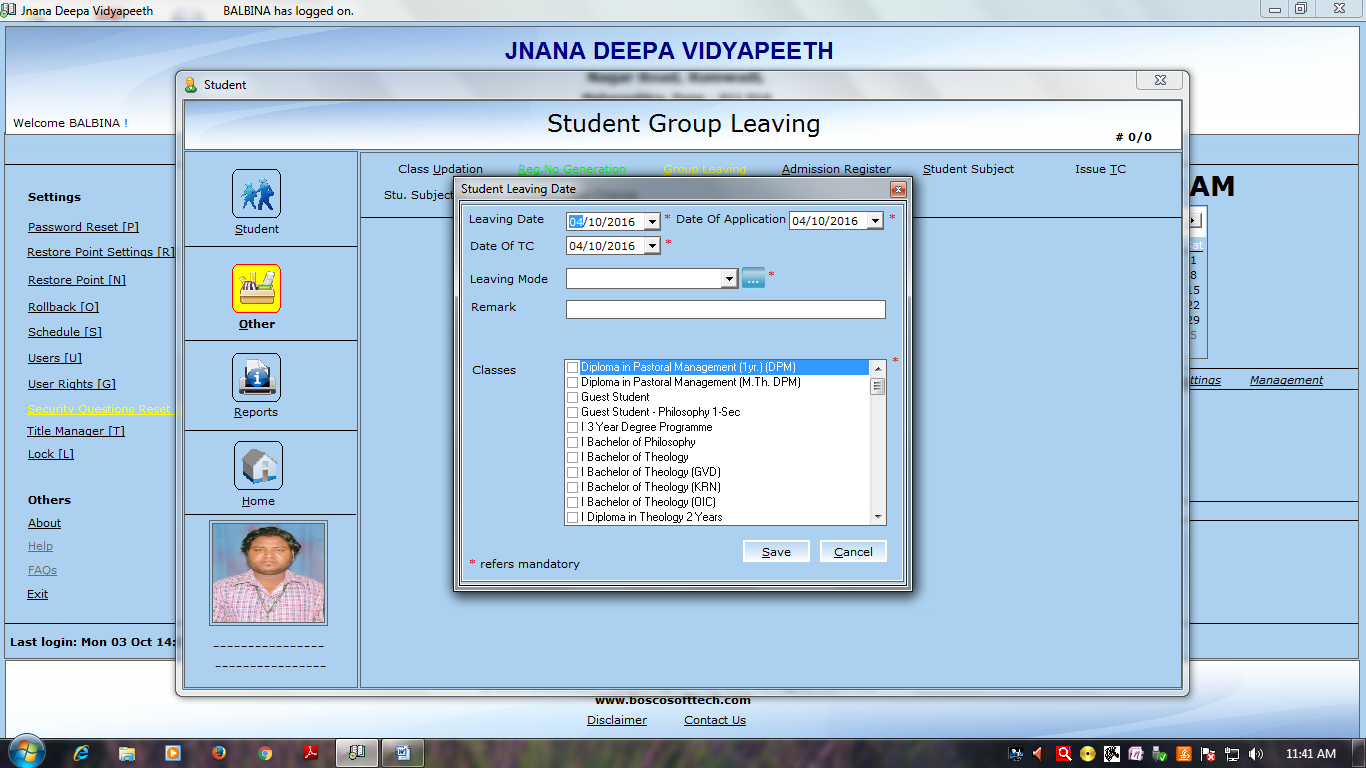 Jnana Deepa Vidyapeeth BALBINA has logged on.
JNANA DEEPA VIDYAPEETH
Welcome BALBINA !
Student
Student Group Leaving
# 0/0
Class Updation Reg.No Generation Group Leaving Admission Register Student Subject Issue TC
Stu. Subject
AM
Settings
Password Reset [P]
Restore Point Settings [R]
Restore Point [N]
Rollback [O]
Schedule [S]
Users [U]
User Rights [G]
Security Questions Reset
Title Manager [T]
Lock [L]
Others
About
Help
FAQs
Exit
Last login: Mon 03 Oct 14:
Student
Other
Reports
Home
----------------
----------------
Student Leaving Date
Leaving Date 04/10/2016 * Date Of Application 04/10/2016 *
Date Of TC 04/10/2016 *
Leaving Mode ... *
Remark
Classes *
Diploma in Pastoral Management (1yr.) (DPM)
Diploma in Pastoral Management (M.Th. DPM)
Guest Student
Guest Student - Philosophy 1-Sec
I 3 Year Degree Programme
I Bachelor of Philosophy
I Bachelor of Theology
I Bachelor of Theology (GVD)
I Bachelor of Theology (KRN)
I Bachelor of Theology (OIC)
I Diploma in Theology 2 Years
Save Cancel
* refers mandatory
at
1
8
15
22
29
5
ttings Management
www.boscosofttech.com
Disclaimer Contact Us
11:41 AM